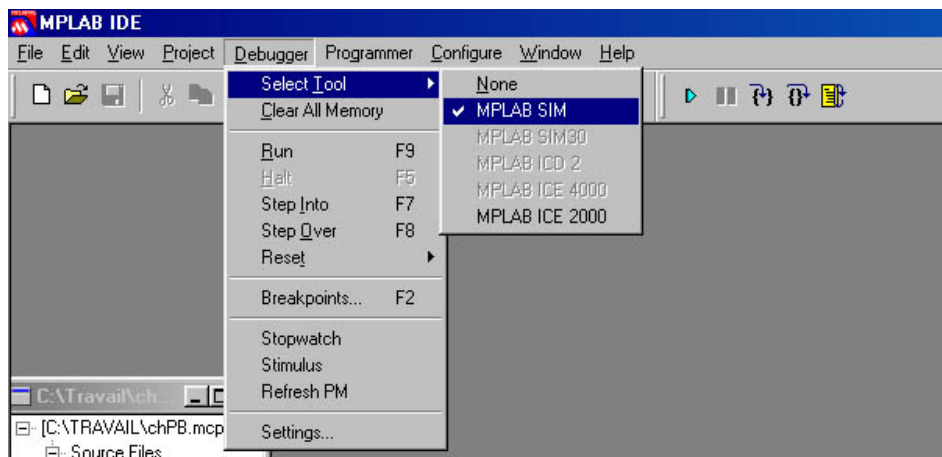 MPLAB IDE
File Edit View Project Debugger Programmer Configure Window Help
Select Tool
Clear All Memory
Run F9
Halt F5
Step Into F7
Step Over F8
Reset
Breakpoints... F2
Stopwatch
Stimulus
Refresh PM
Settings...
None
MPLAB SIM
MPLAB SIM30
MPLAB ICD 2
MPLAB ICE 4000
MPLAB ICE 2000
C:\Travail\ch...
[C:\TRAVAIL\chPB.mcp
Source Files